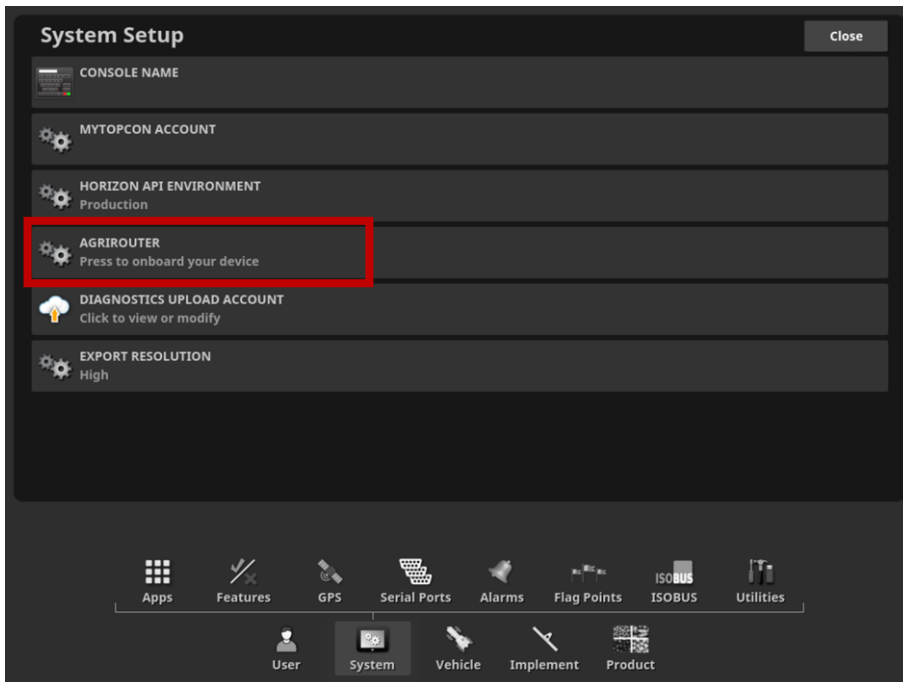 System Setup
Close
CONSOLE NAME
MYTOPCON ACCOUNT
HORIZON API ENVIRONMENT
Production
AGRIROUTER
Press to onboard your device
DIAGNOSTICS UPLOAD ACCOUNT
Click to view or modify
EXPORT RESOLUTION
High
ISOBUS
Apps Features GPS Serial Ports Alarms Flag Points ISOBUS Utilities
User System Vehicle Implement Product